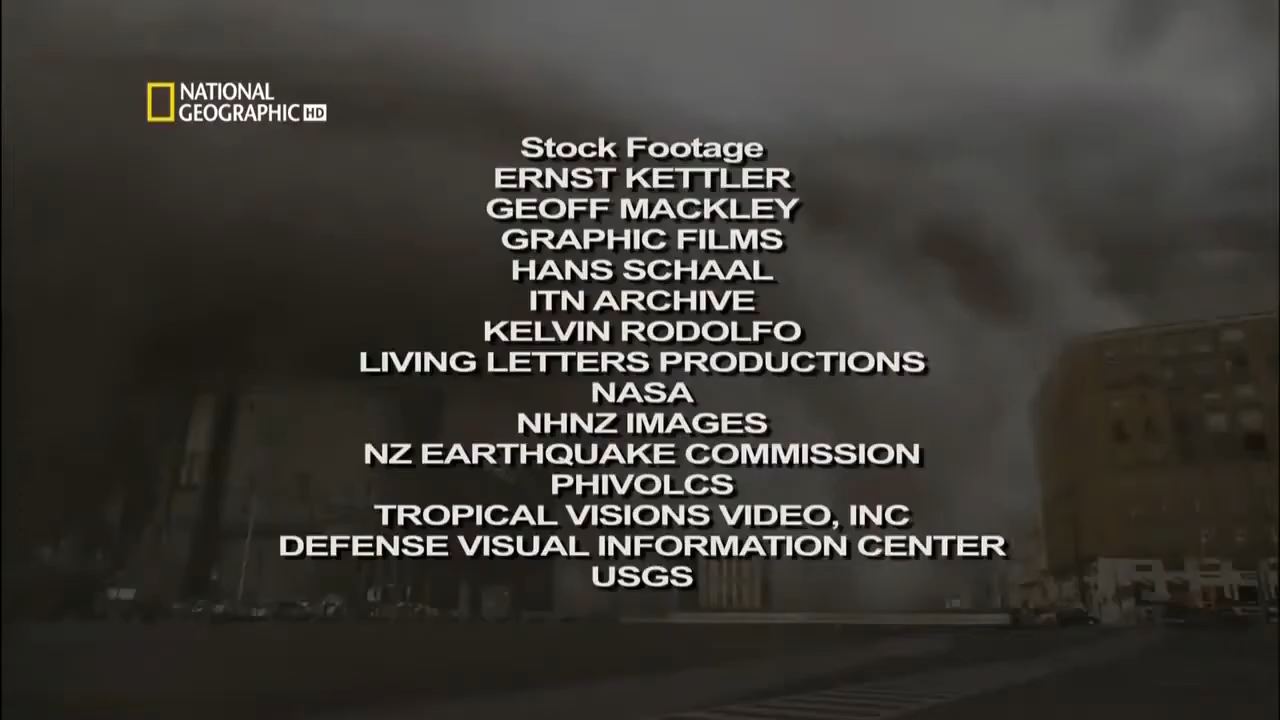 NATIONAL
GEOGRAPHIC HD
Stock Footage
ERNST KETTLER
GEOFF MACKLEY
GRAPHIC FILMS
HANS SCHAAL
ITN ARCHIVE
KELVIN RODOLFO
LIVING LETTERS PRODUCTIONS
NASA
NHNZ IMAGES
NZ EARTHQUAKE COMMISSION
PHIVOLCS
TROPICAL VISIONS VIDEO, INC
DEFENSE VISUAL INFORMATION CENTER
USGS